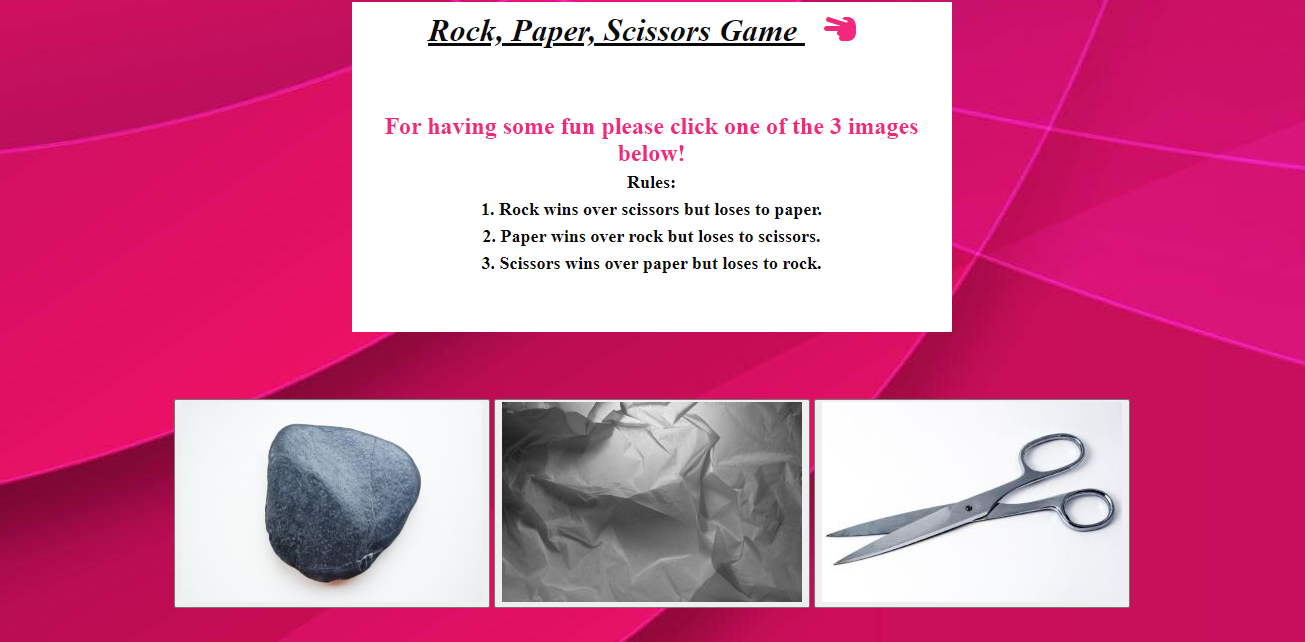 Rock, Paper, Scissors Game
For having some fun please click one of the 3 images
below!
Rules:
1. Rock wins over scissors but loses to paper.
2. Paper wins over rock but loses to scissors.
3. Scissors wins over paper but loses to rock.